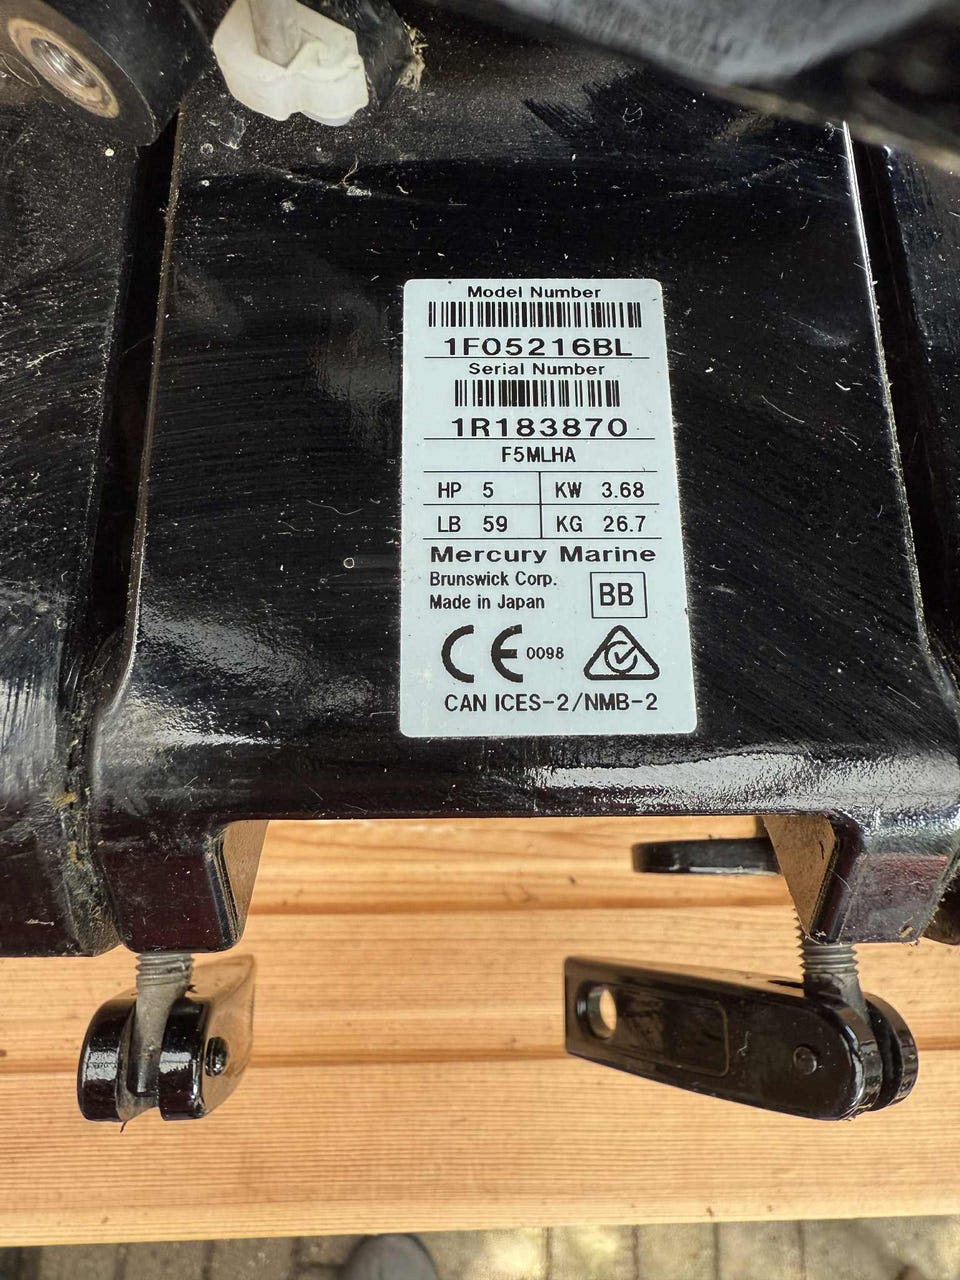 Model Number
1F05216BL
Serial Number
1R183870
F5MLHA
HP 5 KW 3.68
LB 59 KG 26.7
Mercury Marine
Brunswick Corp.
Made in Japan
BB
CE 0098
CAN ICES-2/NMB-2